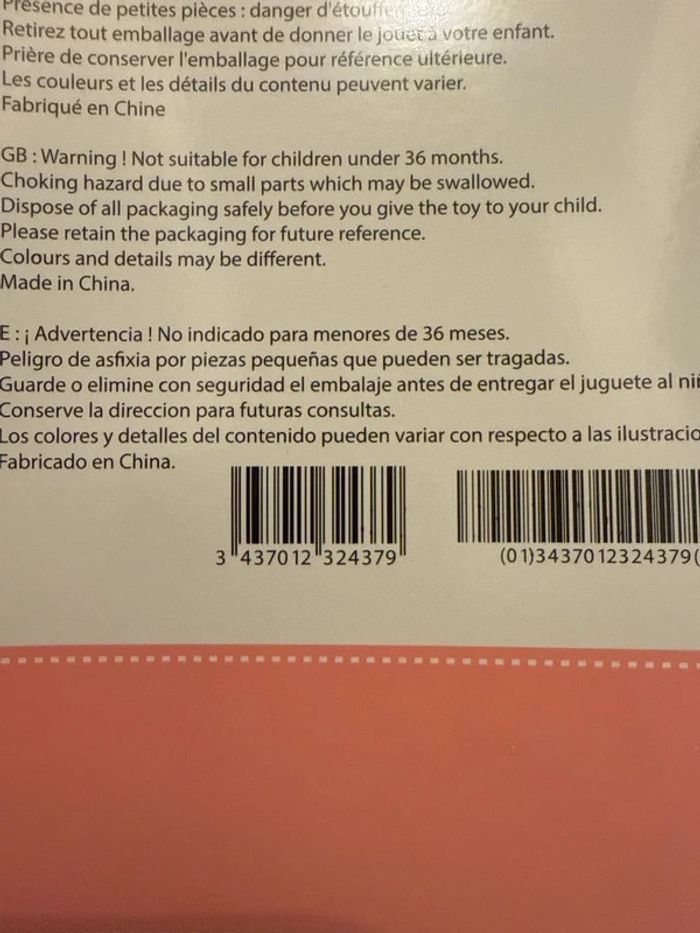 Présence de petites pièces : danger d'étouff
Retirez tout emballage avant de donner le jouet à votre enfant.
Prière de conserver l'emballage pour référence ultérieure.
Les couleurs et les détails du contenu peuvent varier.
Fabriqué en Chine
GB : Warning ! Not suitable for children under 36 months.
Choking hazard due to small parts which may be swallowed.
Dispose of all packaging safely before you give the toy to your child.
Please retain the packaging for future reference.
Colours and details may be different.
Made in China.
E : ¡ Advertencia ! No indicado para menores de 36 meses.
Peligro de asfixia por piezas pequeñas que pueden ser tragadas.
Guarde o elimine con seguridad el embalaje antes de entregar el juguete al niñ
Conserve la direccion para futuras consultas.
Los colores y detalles del contenido pueden variar con respecto a las ilustracio
Fabricado en China.
3 437012 324379 (01)3437012324379(